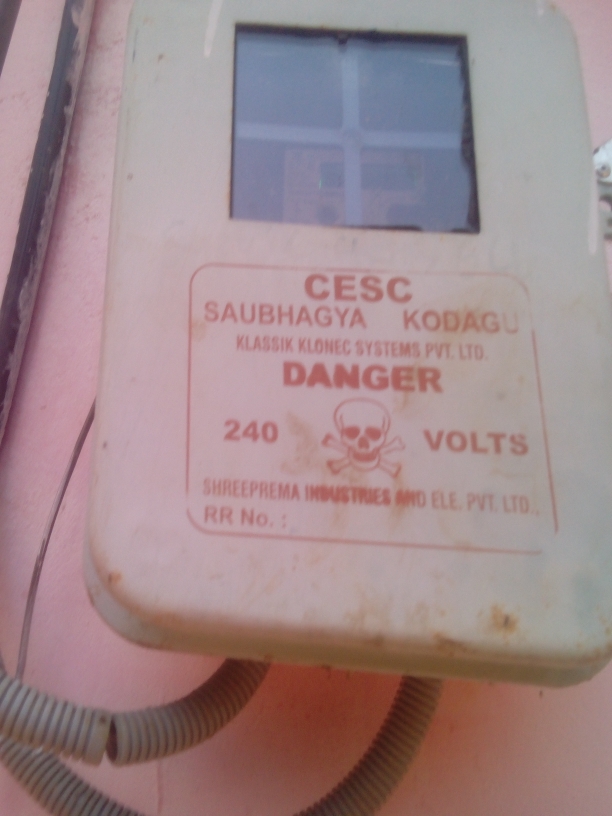 CESC
SAUBHAGYA KODAGU
KLASSIK KLONEC SYSTEMS PVT. LTD.
DANGER
240 VOLTS
SHREEPREMA INDUSTRIES AND ELE. PVT. LTD.
RR No. :